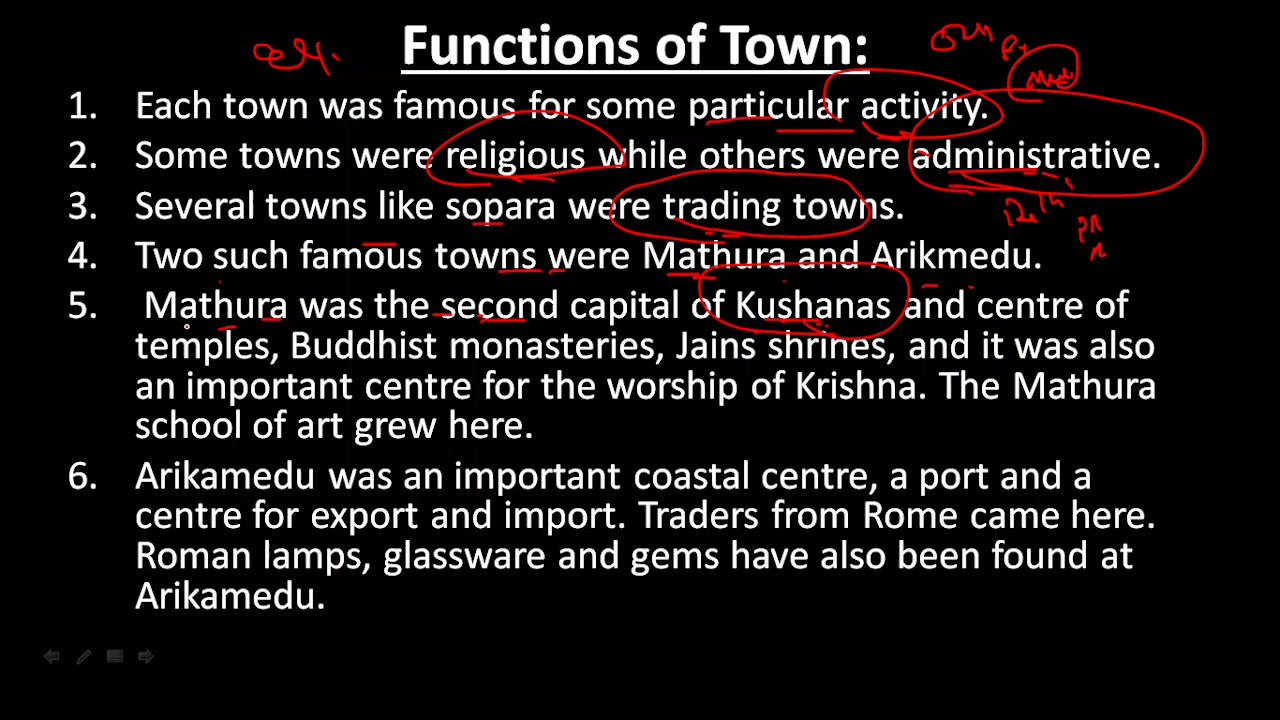 Functions of Town:
1. Each town was famous for some particular activity.
2. Some towns were religious while others were administrative.
3. Several towns like sopara were trading towns.
4. Two such famous towns were Mathura and Arikmedu.
5. Mathura was the second capital of Kushanas and centre of
temples, Buddhist monasteries, Jains shrines, and it was also
an important centre for the worship of Krishna. The Mathura
school of art grew here.
6. Arikamedu was an important coastal centre, a port and a
centre for export and import. Traders from Rome came here.
Roman lamps, glassware and gems have also been found at
Arikamedu.